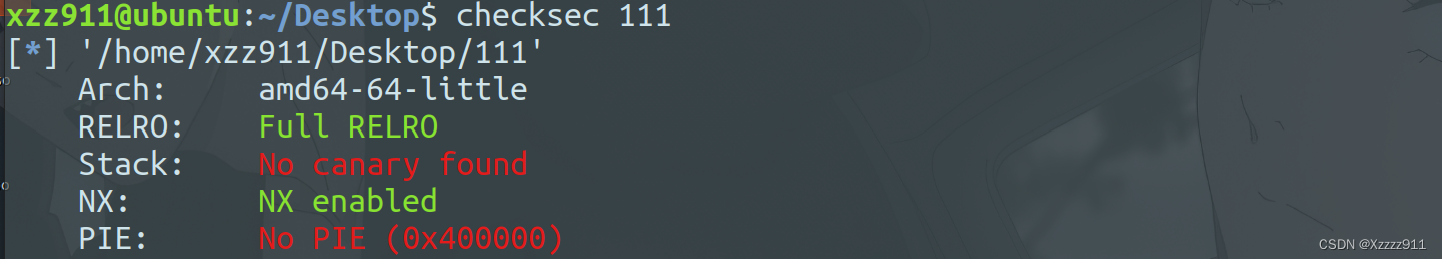 xzz911@ubuntu:~/Desktop$ checksec 111
[*] '/home/xzz911/Desktop/111'
Arch: amd64-64-little
RELRO: Full RELRO
Stack: No canary found
NX: NX enabled
PIE: No PIE (0x400000)
CSDN @Xzzzz911